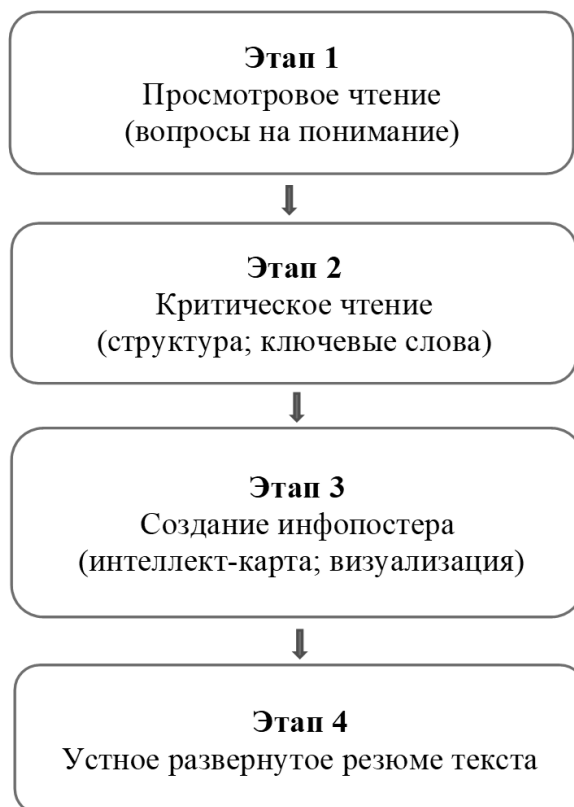 Этап 1
Просмотровое чтение
(вопросы на понимание)
Этап 2
Критическое чтение
(структура; ключевые слова)
Этап 3
Создание инфопостера
(интеллект-карта; визуализация)
Этап 4
Устное развернутое резюме текста